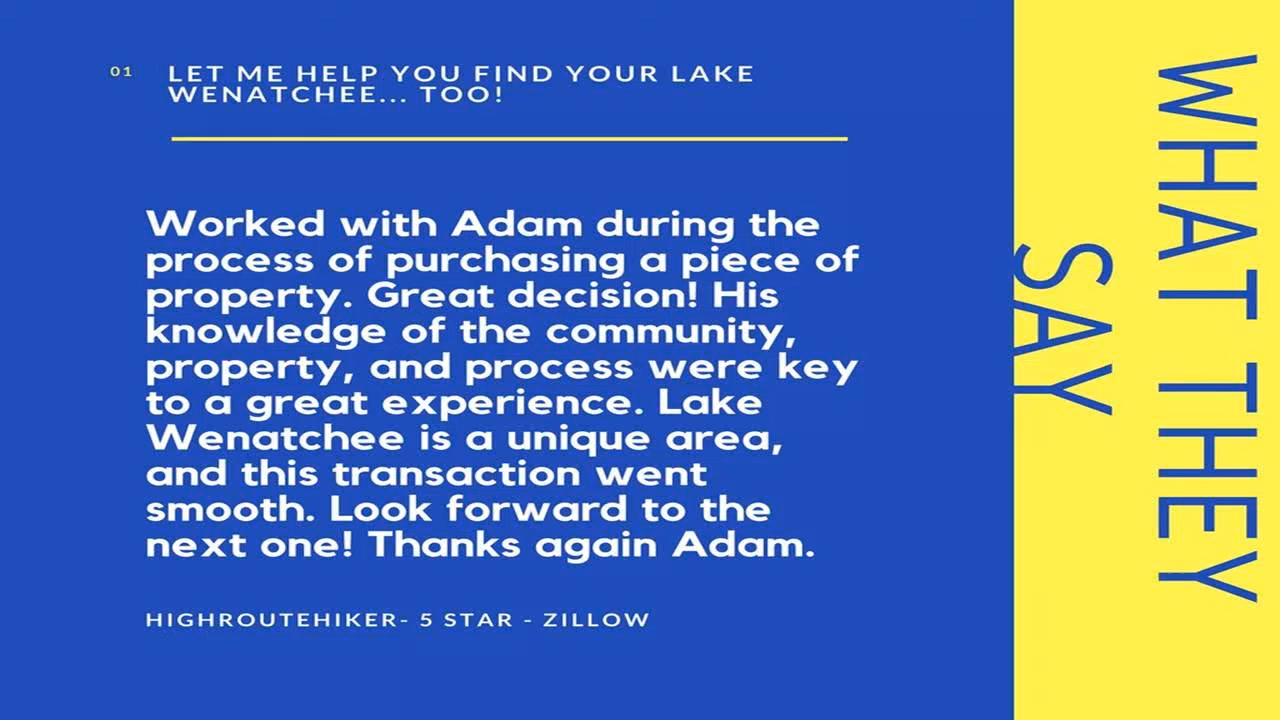 01
LET ME HELP YOU FIND YOUR LAKE
WENATCHEE... TOO!
Worked with Adam during the
process of purchasing a piece of
property. Great decision! His
knowledge of the community,
property, and process were key
to a great experience. Lake
Wenatchee is a unique area,
and this transaction went
smooth. Look forward to the
next one! Thanks again Adam.
HIGHROUTEHIKER- 5 STAR - ZILLOW
WHAT THEY
SAY